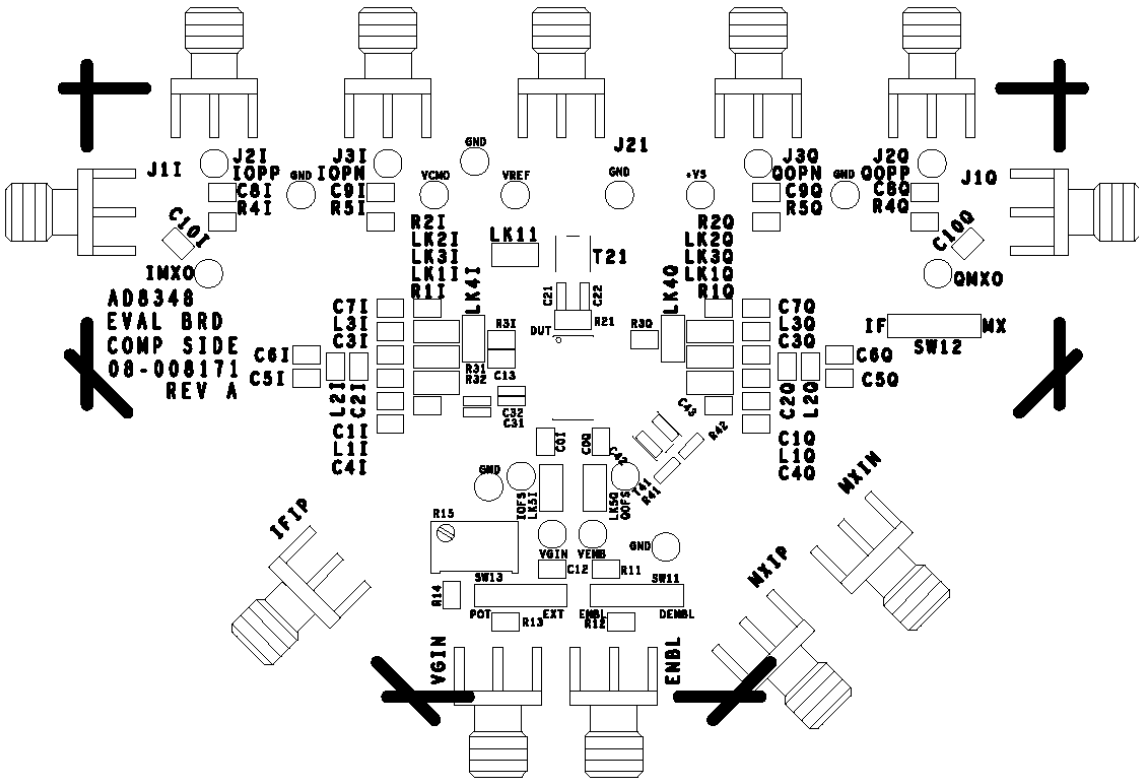 GND
J21
J1I
J2I
IOPP
C8I
R4I
GND
J3I
IOPN
C9I
R5I
VCMO
VREF
GND
+VS
J3Q
QOPN
C9Q
R5Q
GND
J2Q
QOPP
C8Q
R4Q
J1Q
C10I
C10Q
R2I
LK2I
LK3I
LK1I
R1I
LK11
T21
R2Q
LK2Q
LK3Q
LK1Q
R1Q
IMXO
QMXO
AD8348
EVAL BRD
COMP SIDE
08-008171
REV A
C7I
L3I
C3I
LK4I
C21
C22
R21
DUT
R3I
R3Q
LK4Q
C7Q
L3Q
C3Q
IF
MX
SW12
C6I
C5I
L2I
C2I
R31
R32
C13
C32
C31
C2Q
L2Q
C6Q
C5Q
C1I
L1I
C4I
C0I
C0Q
C42
C43
R42
T41
R41
C1Q
L1Q
C4Q
GND
IOFS
LK5I
LK5Q
QOFS
MXIN
IFIP
R15
VGIN
VENB
GND
MXIP
C12
R11
SW13
SW11
R14
POT
EXT
ENBL
DENBL
R13
R12
VGIN
ENBL